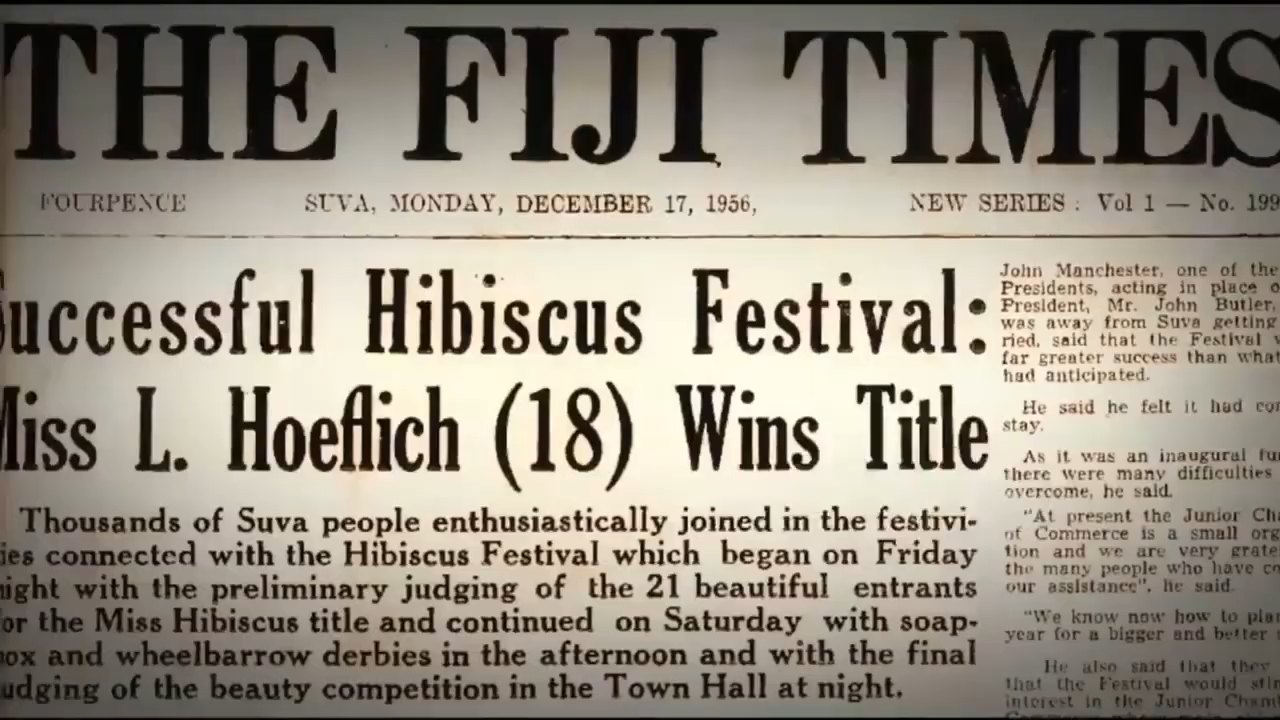 THE FIJI TIMES
FOURPENCE SUVA, MONDAY, DECEMBER 17, 1956, NEW SERIES : Vol 1 — No. 199
Successful Hibiscus Festival:
Miss L. Hoeflich (18) Wins Title
Thousands of Suva people enthusiastically joined in the festivi-
ies connected with the Hibiscus Festival which began on Friday
ight with the preliminary judging of the 21 beautiful entrants
or the Miss Hibiscus title and continued on Saturday with soap-
ox and wheelbarrow derbies in the afternoon and with the final
udging of the beauty competition in the Town Hall at night.
John Manchester, one of the
Presidents, acting in place o
President, Mr. John Butler,
was away from Suva getting
ried, said that the Festival
far greater success than what
had anticipated.
He said he felt it had
stay.
As it was an inaugural
there were many difficulties
overcome, he said.
"At present the Junior
of Commerce is a small
tion and we are very
the many people who have
our assistance", he said.
"We know now how to
year for a bigger and better
He also said that they
that the Festival would
interest in the Junior